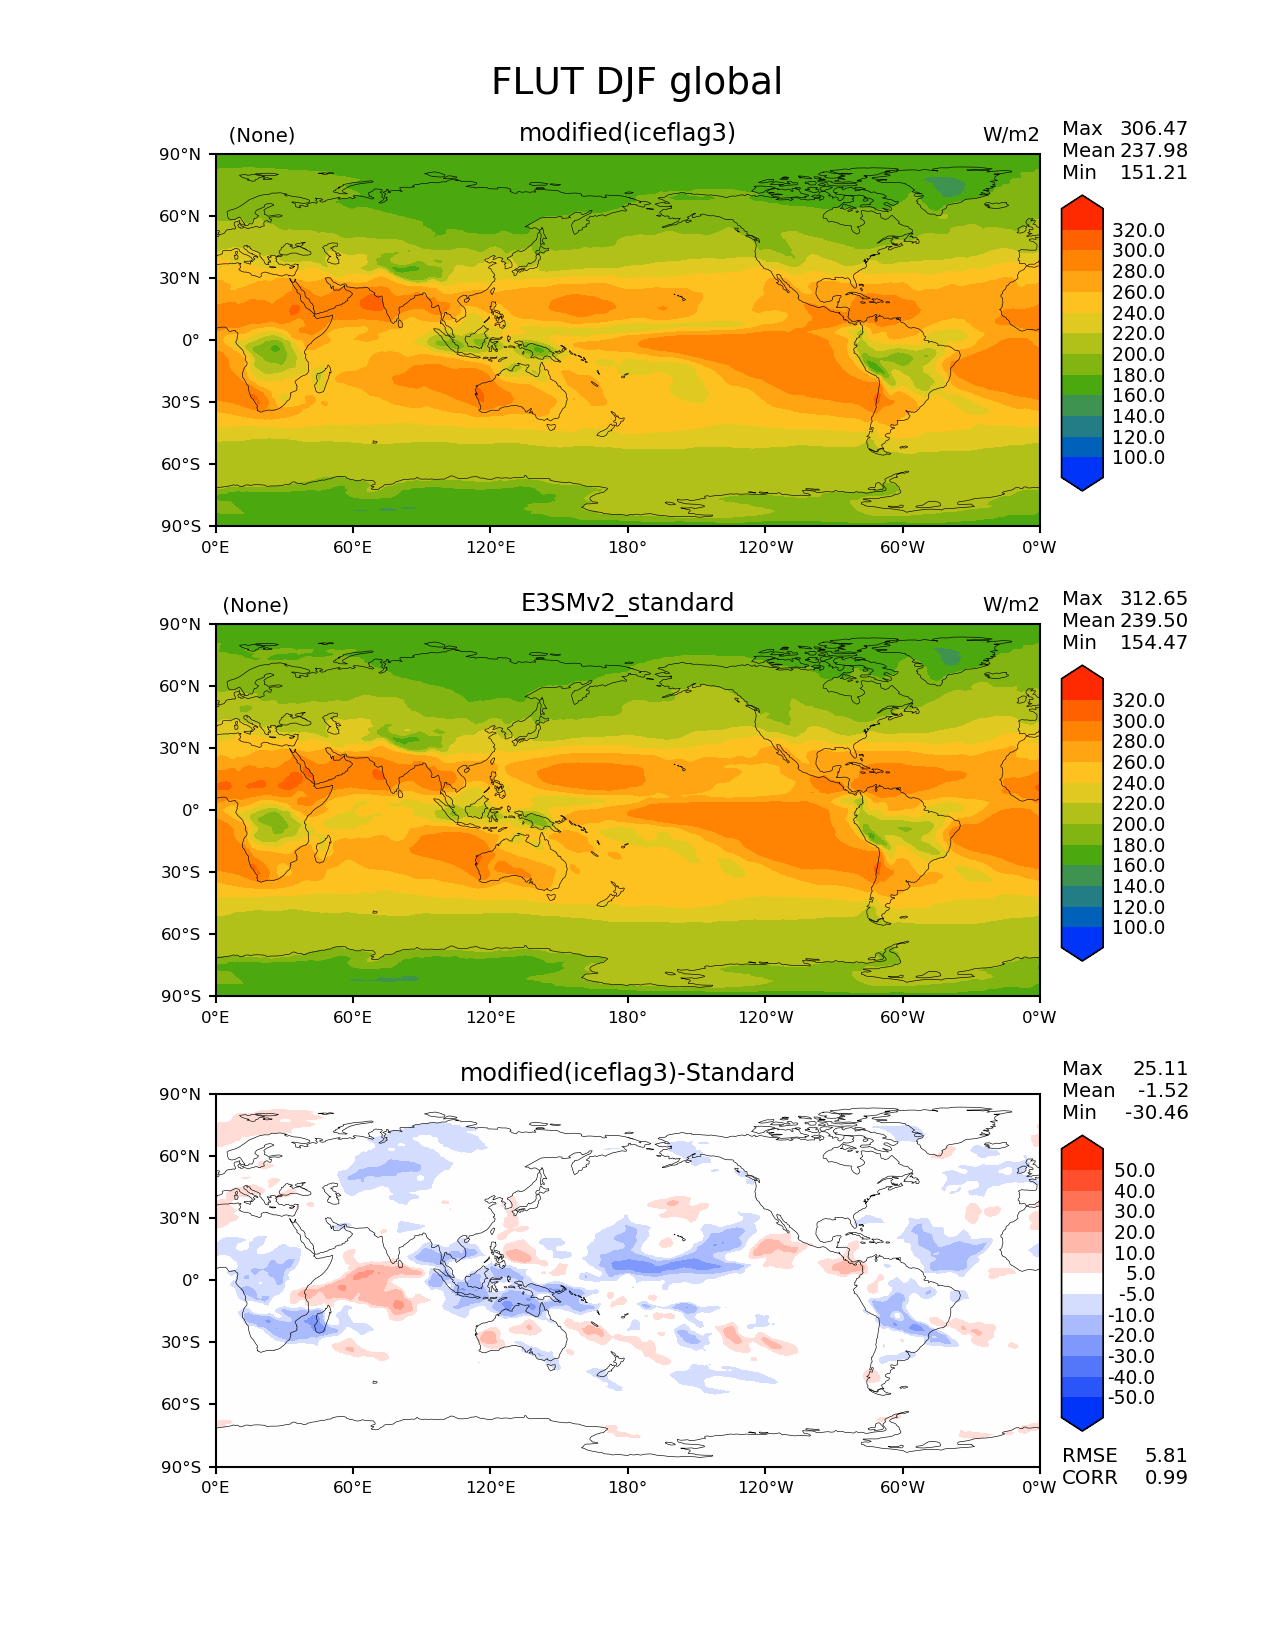 FLUT DJF global
(None) modified(iceflag3) W/m2
Max 306.47
Mean 237.98
Min 151.21
90°N
60°N
30°N
0°
30°S
60°S
90°S
0°E 60°E 120°E 180° 120°W 60°W 0°W
320.0
300.0
280.0
260.0
240.0
220.0
200.0
180.0
160.0
140.0
120.0
100.0
(None) E3SMv2_standard W/m2
Max 312.65
Mean 239.50
Min 154.47
90°N
60°N
30°N
0°
30°S
60°S
90°S
0°E 60°E 120°E 180° 120°W 60°W 0°W
320.0
300.0
280.0
260.0
240.0
220.0
200.0
180.0
160.0
140.0
120.0
100.0
modified(iceflag3)-Standard
Max 25.11
Mean -1.52
Min -30.46
90°N
60°N
30°N
0°
30°S
60°S
90°S
0°E 60°E 120°E 180° 120°W 60°W 0°W
50.0
40.0
30.0
20.0
10.0
5.0
-5.0
-10.0
-20.0
-30.0
-40.0
-50.0
RMSE 5.81
CORR 0.99